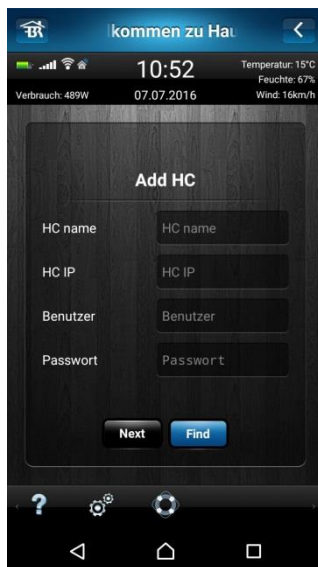 kommen zu Hau
10:52
Temperatur: 15°C
Feuchte: 67%
Verbrauch: 489W
07.07.2016
Wind: 16km/h
Add HC
HC name
HC name
HC IP
HC IP
Benutzer
Benutzer
Passwort
Passwort
Next
Find
?